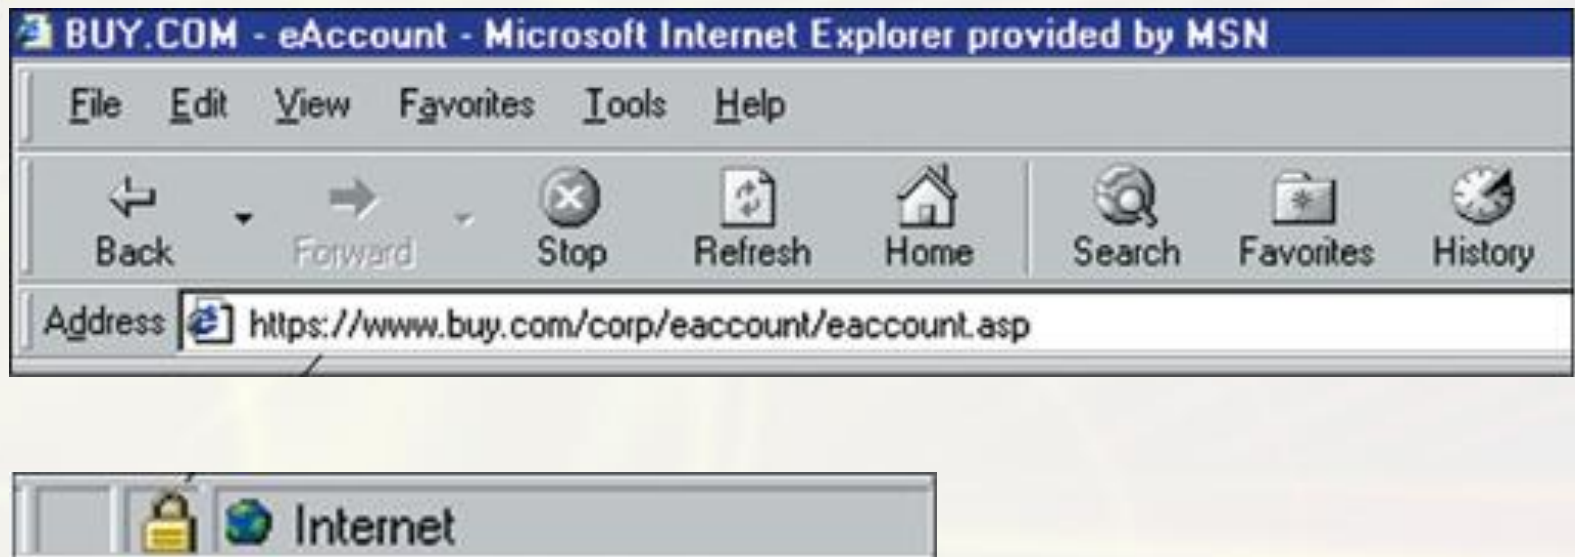 BUY.COM - eAccount - Microsoft Internet Explorer provided by MSN
File Edit View Favorites Tools Help
Back Forward Stop Refresh Home Search Favorites History
Address https://www.buy.com/corp/eaccount/eaccount.asp
Internet